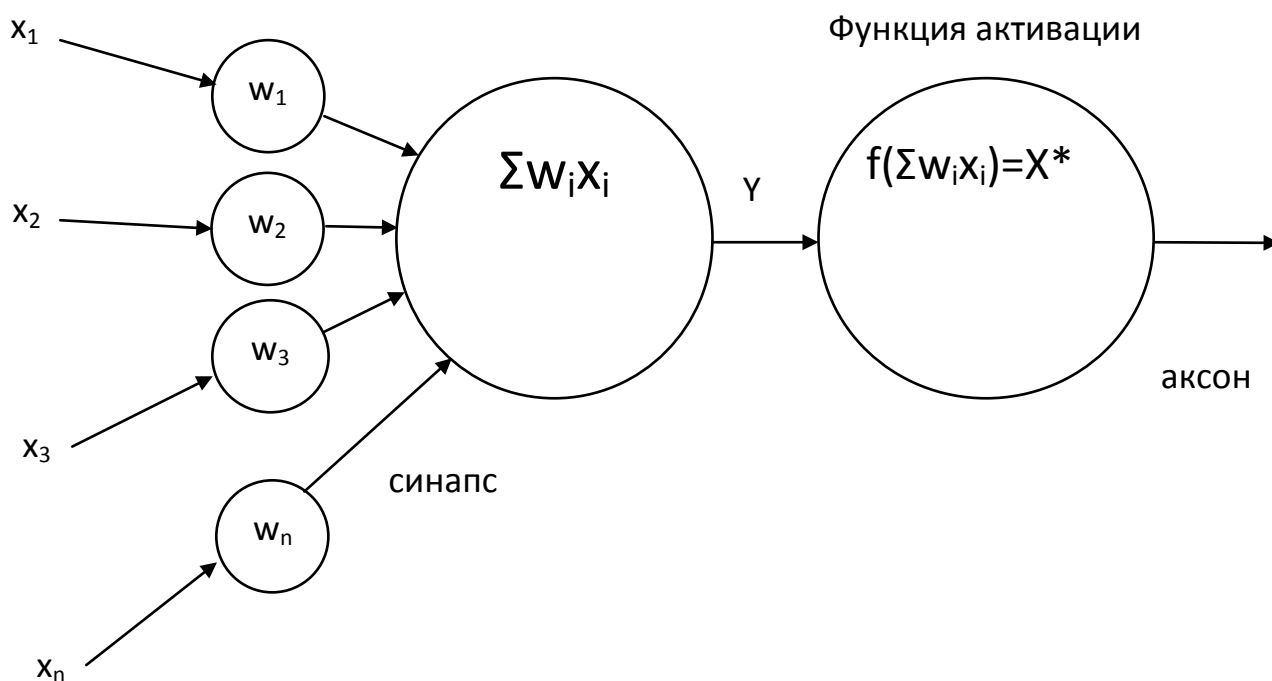 x₁
Функция активации
w₁
Σwᵢxᵢ
f(Σwᵢxᵢ)=X*
Y
x₂
w₂
w₃
аксон
x₃
синапс
wₙ
xₙ